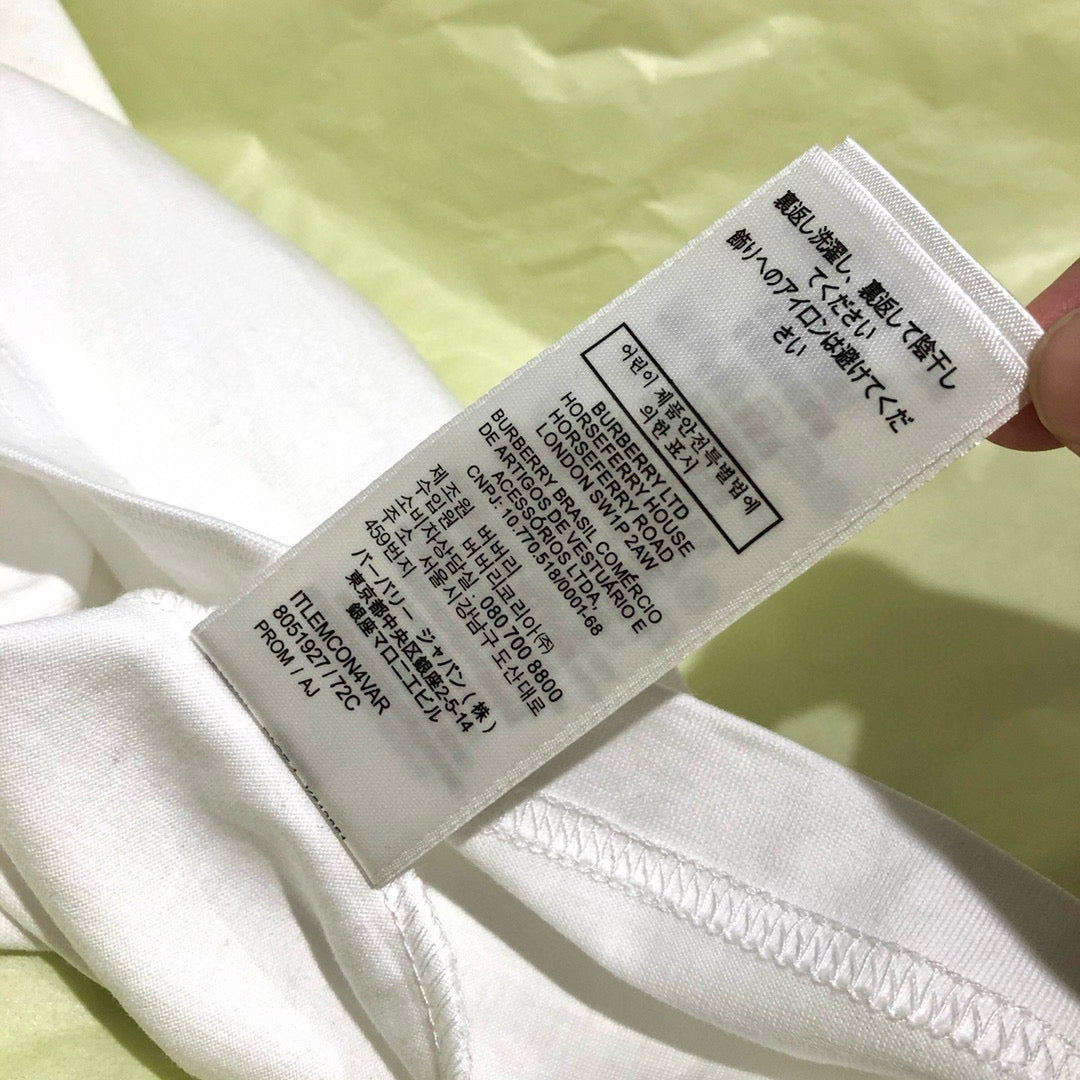 裏返し洗濯し、裏返して陰干し
てください
飾りへのアイロンは避けてくだ
さい
어린이 제품안전특별법에
의한 표시
BURBERRY LTD
HORSEFERRY HOUSE
HORSEFERRY ROAD
LONDON SW1P 2AW
BURBERRY BRASIL COMÉRCIO
DE ARTIGOS DE VESTUÁRIO E
ACESSÓRIOS LTDA,
CNPJ: 10.770.518/0001-68
제조원 버버리
수입원 버버리코리아(주)
소비자상담실 : 080 700 8800
주소 : 서울시강남구 도산대로
459번지
バーバリー ジャパン(株)
東京都中央区銀座2-5-14
銀座マロニエビル
ITLEMCON4VAR
8051927 / 72C
PROM / AJ